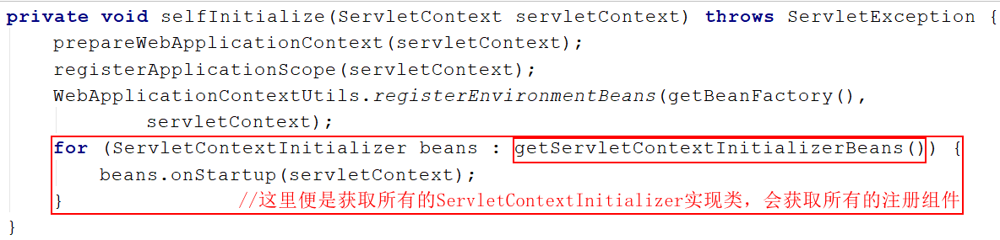 private void selfInitialize(ServletContext servletContext) throws ServletException {
prepareWebApplicationContext(servletContext);
registerApplicationScope(servletContext);
WebApplicationContextUtils.registerEnvironmentBeans(getBeanFactory(),
servletContext);
for (ServletContextInitializer beans : getServletContextInitializerBeans()) {
beans.onStartup(servletContext);
} //这里便是获取所有的ServletContextInitializer实现类，会获取所有的注册组件
}